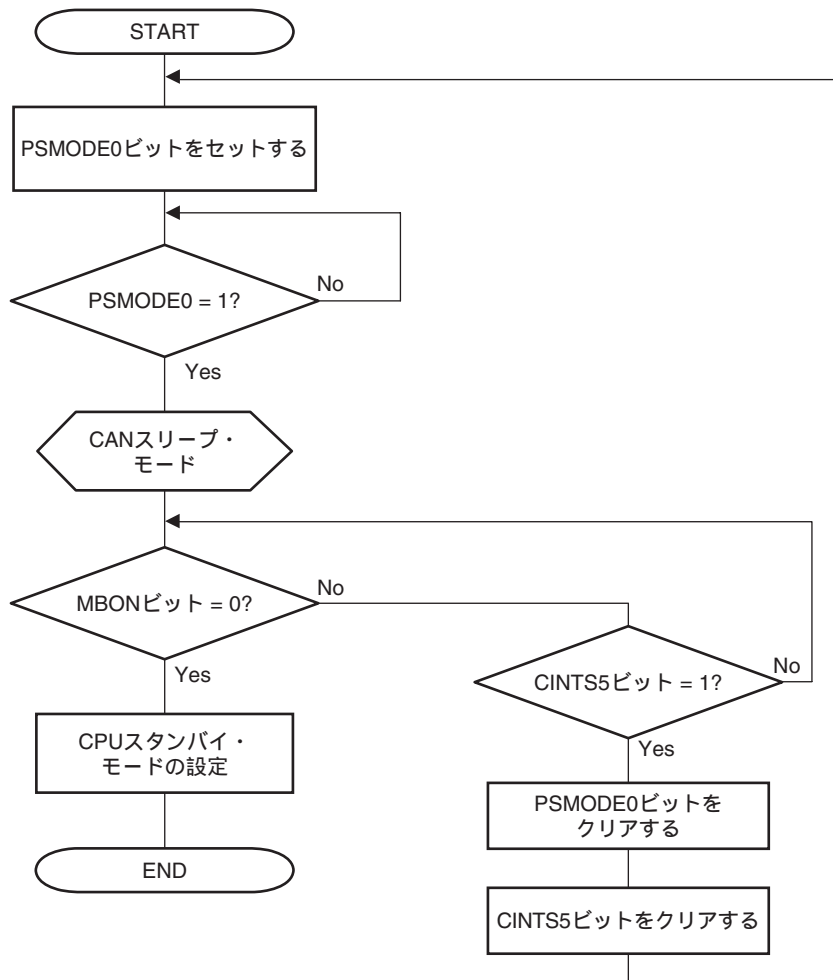 START
PSMODE0ビットをセットする
PSMODE0 = 1?
No
Yes
CANスリープ・
モード
MBONビット = 0?
No
Yes
CINTS5ビット = 1?
No
Yes
CPUスタンバイ・
モードの設定
PSMODE0ビットを
クリアする
END
CINTS5ビットをクリアする